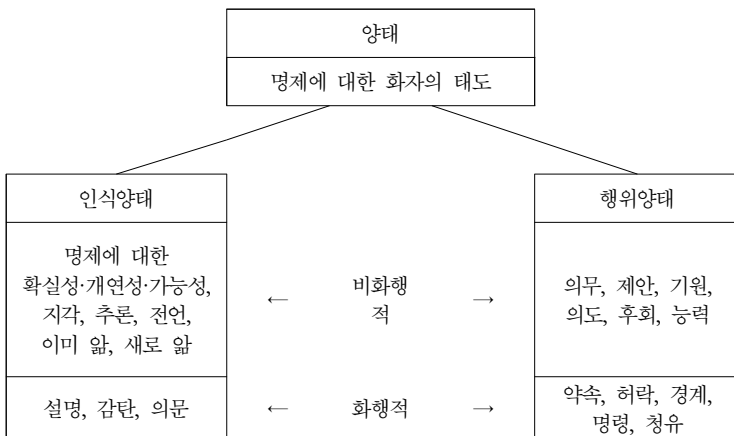 양태
명제에 대한 화자의 태도
인식양태
행위양태
명제에 대한
확실성·개연성·가능성,
지각, 추론, 전언,
이미 앎, 새로 앎
← 비화행 →
적
의무, 제안, 기원,
의도, 후회, 능력
설명, 감탄, 의문
← 화행적 →
약속, 허락, 경계,
명령, 청유